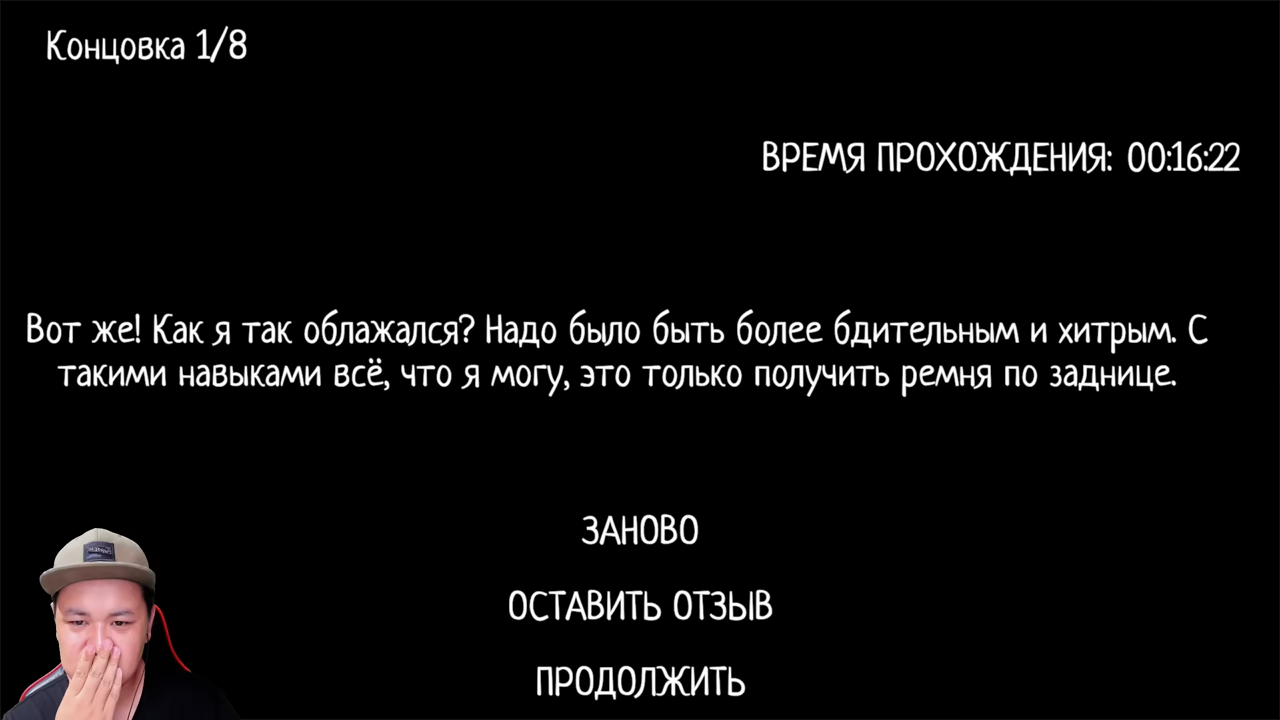 Концовка 1/8
ВРЕМЯ ПРОХОЖДЕНИЯ: 00:16:22
Вот же! Как я так облажался? Надо было быть более бдительным и хитрым. С
такими навыками всё, что я могу, это только получить ремня по заднице.
ЗАНОВО
ОСТАВИТЬ ОТЗЫВ
ПРОДОЛЖИТЬ